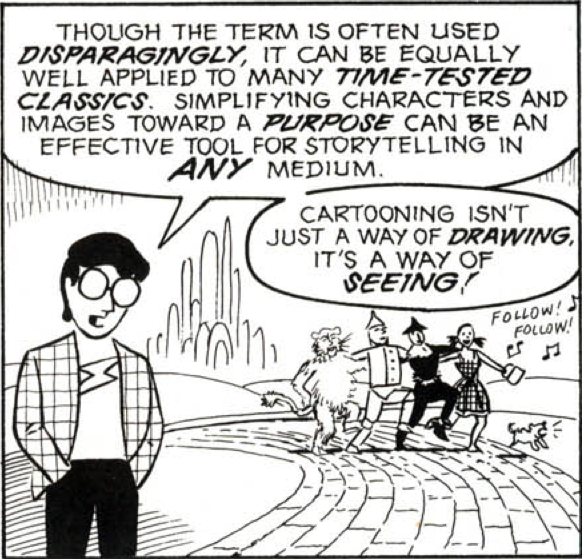 THOUGH THE TERM IS OFTEN USED
DISPARAGINGLY, IT CAN BE EQUALLY
WELL APPLIED TO MANY TIME-TESTED
CLASSICS. SIMPLIFYING CHARACTERS AND
IMAGES TOWARD A PURPOSE CAN BE AN
EFFECTIVE TOOL FOR STORYTELLING IN
ANY MEDIUM.
CARTOONING ISN'T
JUST A WAY OF DRAWING,
IT'S A WAY OF
SEEING!
FOLLOW!
FOLLOW!